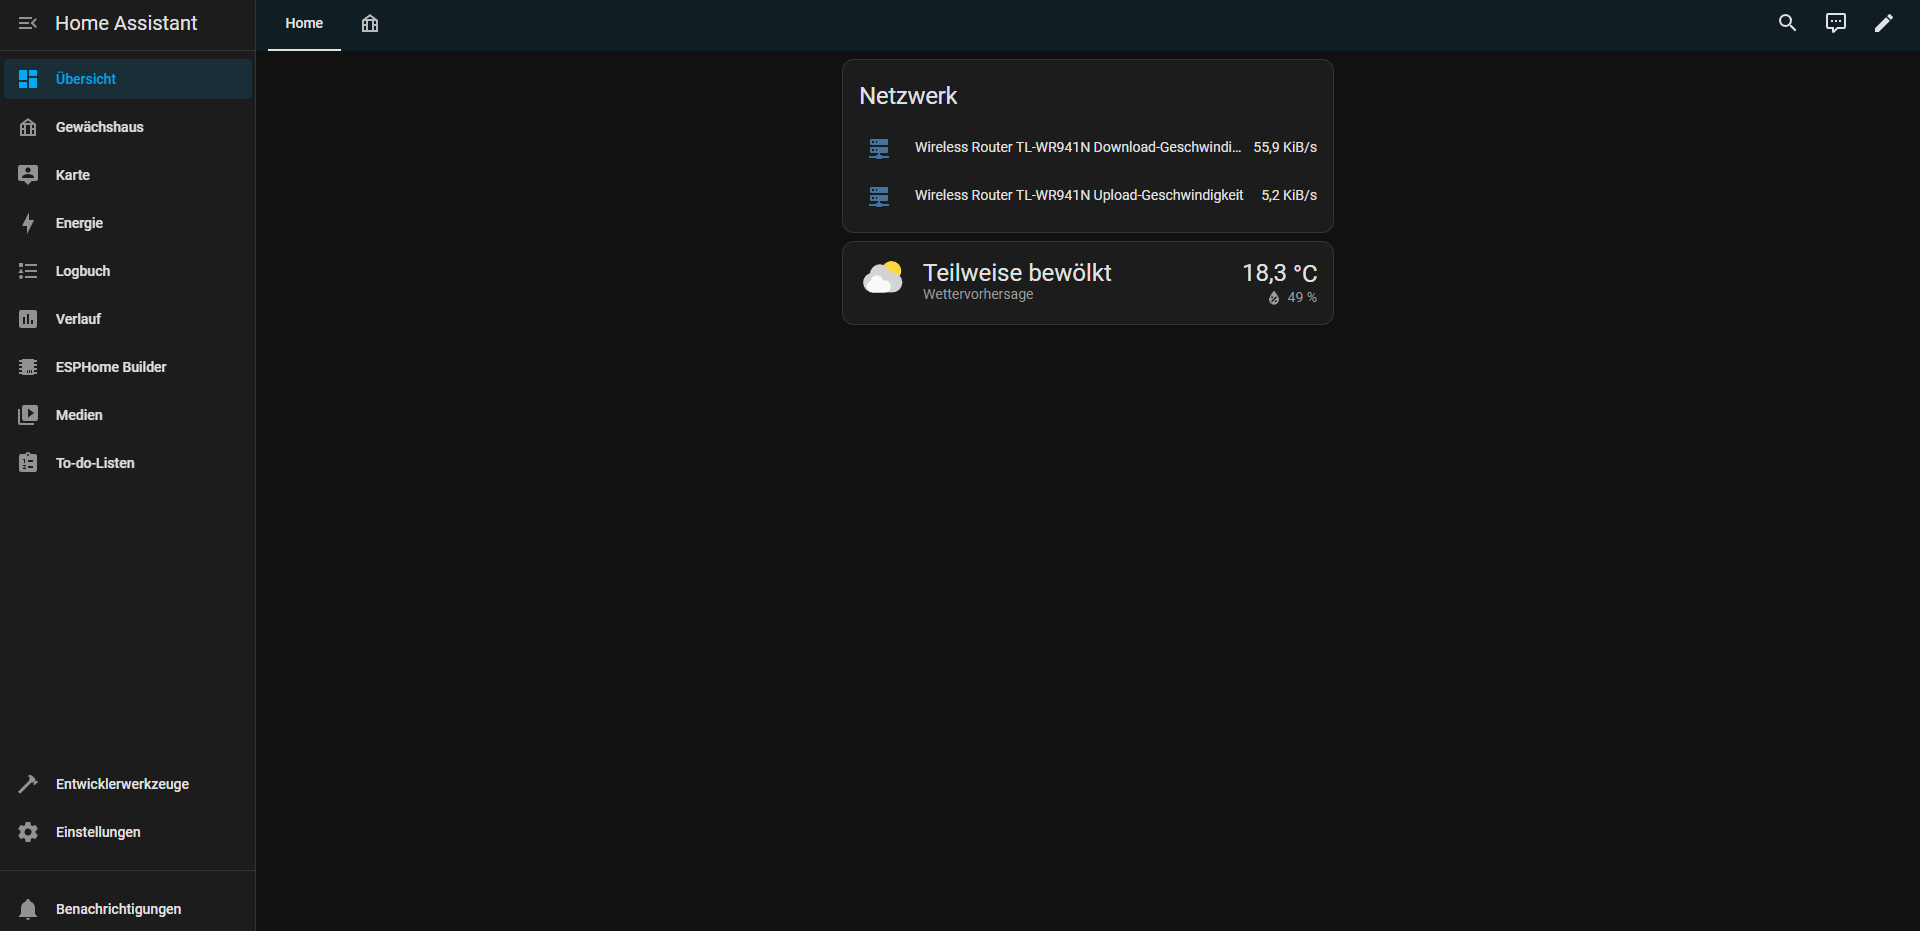 Home Assistant
Home
Übersicht
Gewächshaus
Karte
Energie
Logbuch
Verlauf
ESPHome Builder
Medien
To-do-Listen
Entwicklerwerkzeuge
Einstellungen
Benachrichtigungen
Netzwerk
Wireless Router TL-WR941N Download-Geschwindi... 55,9 KiB/s
Wireless Router TL-WR941N Upload-Geschwindigkeit 5,2 KiB/s
Teilweise bewölkt 18,3 °C
Wettervorhersage 49 %